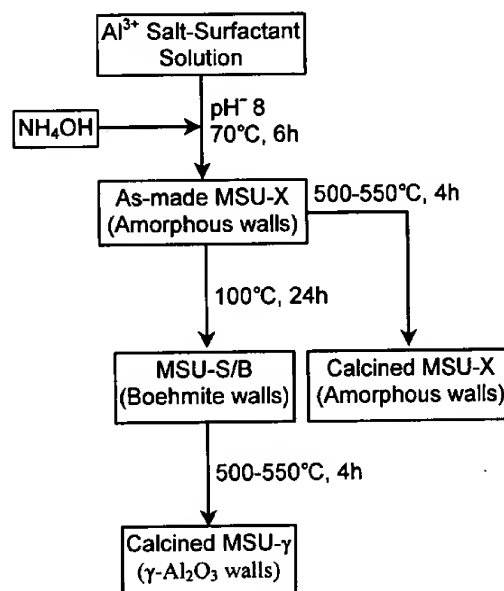 Al³⁺ Salt-Surfactant
Solution
pH~ 8
NH₄OH
70°C, 6h
As-made MSU-X
(Amorphous walls)
500-550°C, 4h
100°C, 24h
MSU-S/B
(Boehmite walls)
Calcined MSU-X
(Amorphous walls)
500-550°C, 4h
Calcined MSU-γ
(γ-Al₂O₃ walls)